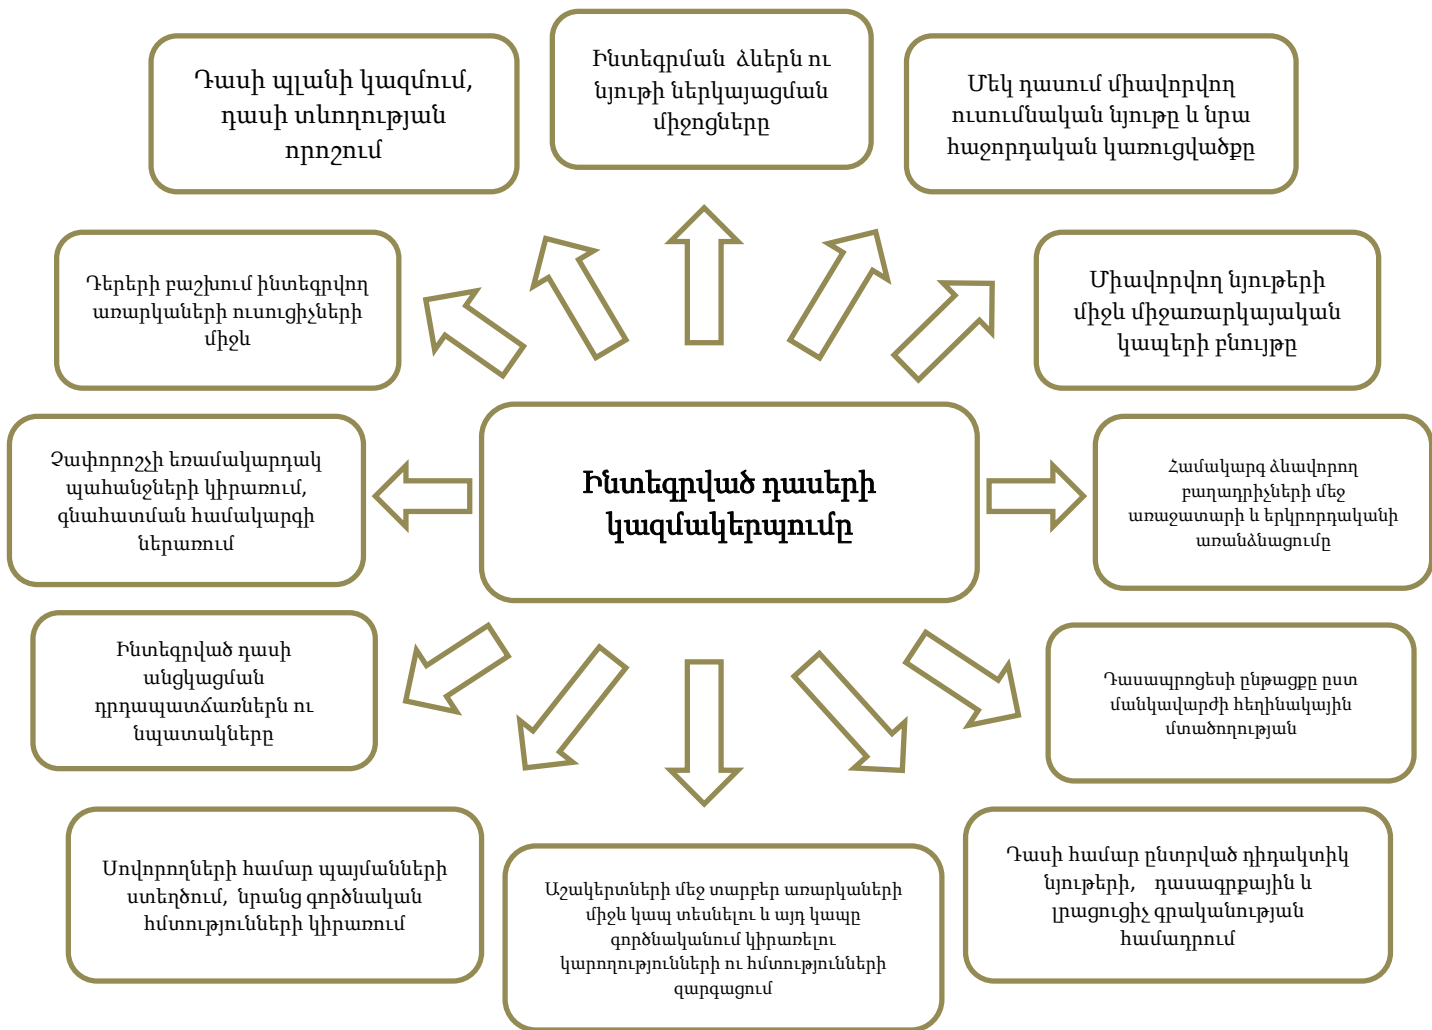 Ինտեգրման ձևերն ու
նյութի ներկայացման
միջոցները
Դասի պլանի կազմում,
դասի տևողության
որոշում
Մեկ դասում միավորվող
ուսումնական նյութը և նրա
հաջորդական կառուցվածքը
Դերերի բաշխում ինտեգրվող
առարկաների ուսուցիչների
միջև
Միավորվող նյութերի
միջև միջառարկայական
կապերի բնույթը
Չափորոշչի եռամակարդակ
պահանջների կիրառում,
գնահատման համակարգի
ներառում
Ինտեգրված դասերի
կազմակերպումը
Համակարգ ձևավորող
բաղադրիչների մեջ
առաջատարի և երկրորդականի
առանձնացումը
Ինտեգրված դասի
անցկացման
դրդապատճառներն ու
նպատակները
Դասապրոցեսի ընթացքը ըստ
մանկավարժի հեղինակային
մտածողության
Սովորողների համար պայմանների
ստեղծում, նրանց գործնական
հմտությունների կիրառում
Աշակերտների մեջ տարբեր առարկաների
միջև կապ տեսնելու և այդ կապը
գործնականում կիրառելու
կարողությունների ու հմտությունների
զարգացում
Դասի համար ընտրված դիդակտիկ
նյութերի, դասագրքային և
լրացուցիչ գրականության
համադրում